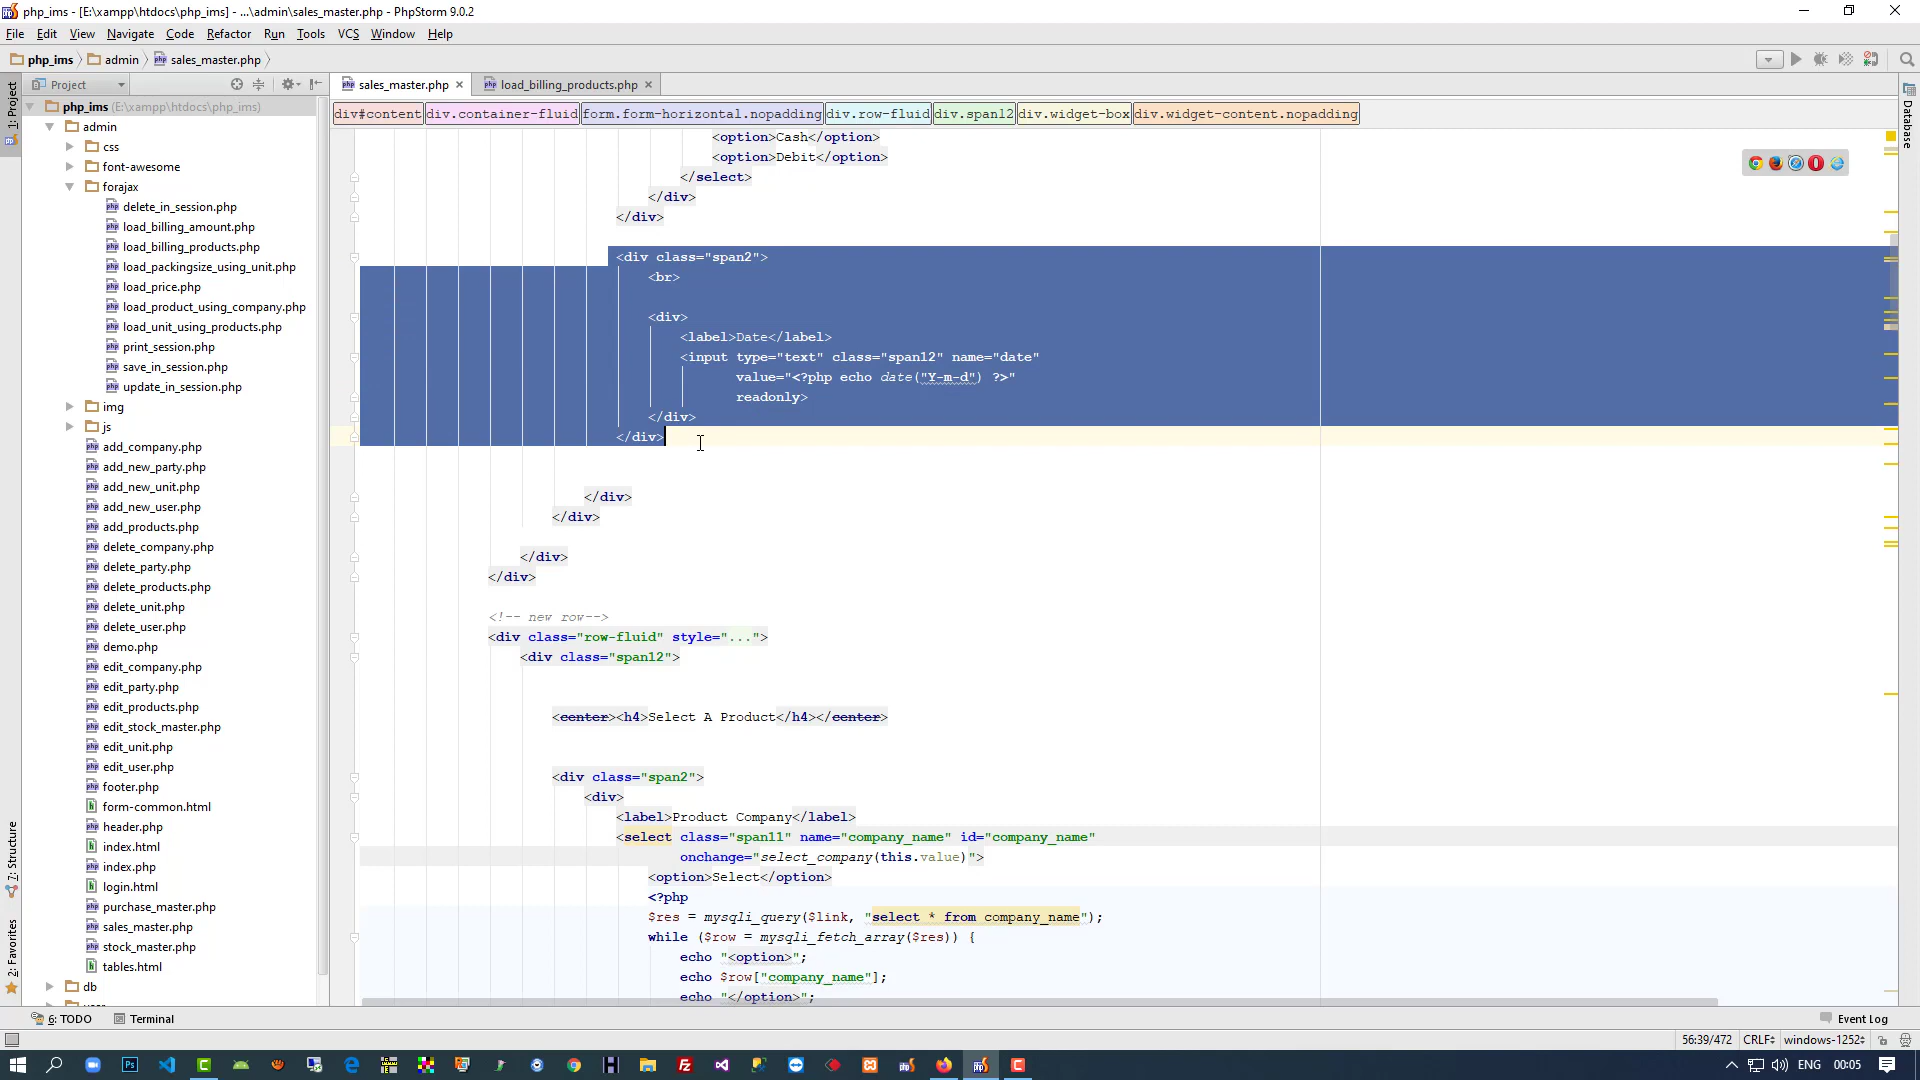 php_ims - [E:\xampp\htdocs\php_ims] - ...\admin\sales_master.php - PhpStorm 9.0.2
File Edit View Navigate Code Refactor Run Tools VCS Window Help
php_ims admin sales_master.php
Project
sales_master.php
load_billing_products.php
div#content div.container-fluid form.form-horizontal.nopadding div.row-fluid div.span12 div.widget-box div.widget-content.nopadding
1: Project
7: Structure
2: Favorites
Database
php_ims (E:\xampp\htdocs\php_ims)
admin
css
font-awesome
forajax
delete_in_session.php
load_billing_amount.php
load_billing_products.php
load_packingsize_using_unit.php
load_price.php
load_product_using_company.php
load_unit_using_products.php
print_session.php
save_in_session.php
update_in_session.php
img
js
add_company.php
add_new_party.php
add_new_unit.php
add_new_user.php
add_products.php
delete_company.php
delete_party.php
delete_products.php
delete_unit.php
delete_user.php
demo.php
edit_company.php
edit_party.php
edit_products.php
edit_stock_master.php
edit_unit.php
edit_user.php
footer.php
form-common.html
header.php
index.html
index.php
login.html
purchase_master.php
sales_master.php
stock_master.php
tables.html
db
<option>Cash</option>
<option>Debit</option>
</select>
</div>
</div>
<div class="span2">
<br>
<div>
<label>Date</label>
<input type="text" class="span12" name="date"
value="<?php echo date("Y-m-d") ?>"
readonly>
</div>
</div>
</div>
</div>
</div>
</div>
<!-- new row-->
<div class="row-fluid" style="...">
<div class="span12">
<center><h4>Select A Product</h4></center>
<div class="span2">
<div>
<label>Product Company</label>
<select class="span11" name="company_name" id="company_name"
onchange="select_company(this.value)">
<option>Select</option>
<?php
$res = mysqli_query($link, "select * from company_name");
while ($row = mysqli_fetch_array($res)) {
echo "<option>";
echo $row["company_name"];
echo "</option>";
6: TODO
Terminal
Event Log
56:39/472 CRLF windows-1252
ENG 00:05